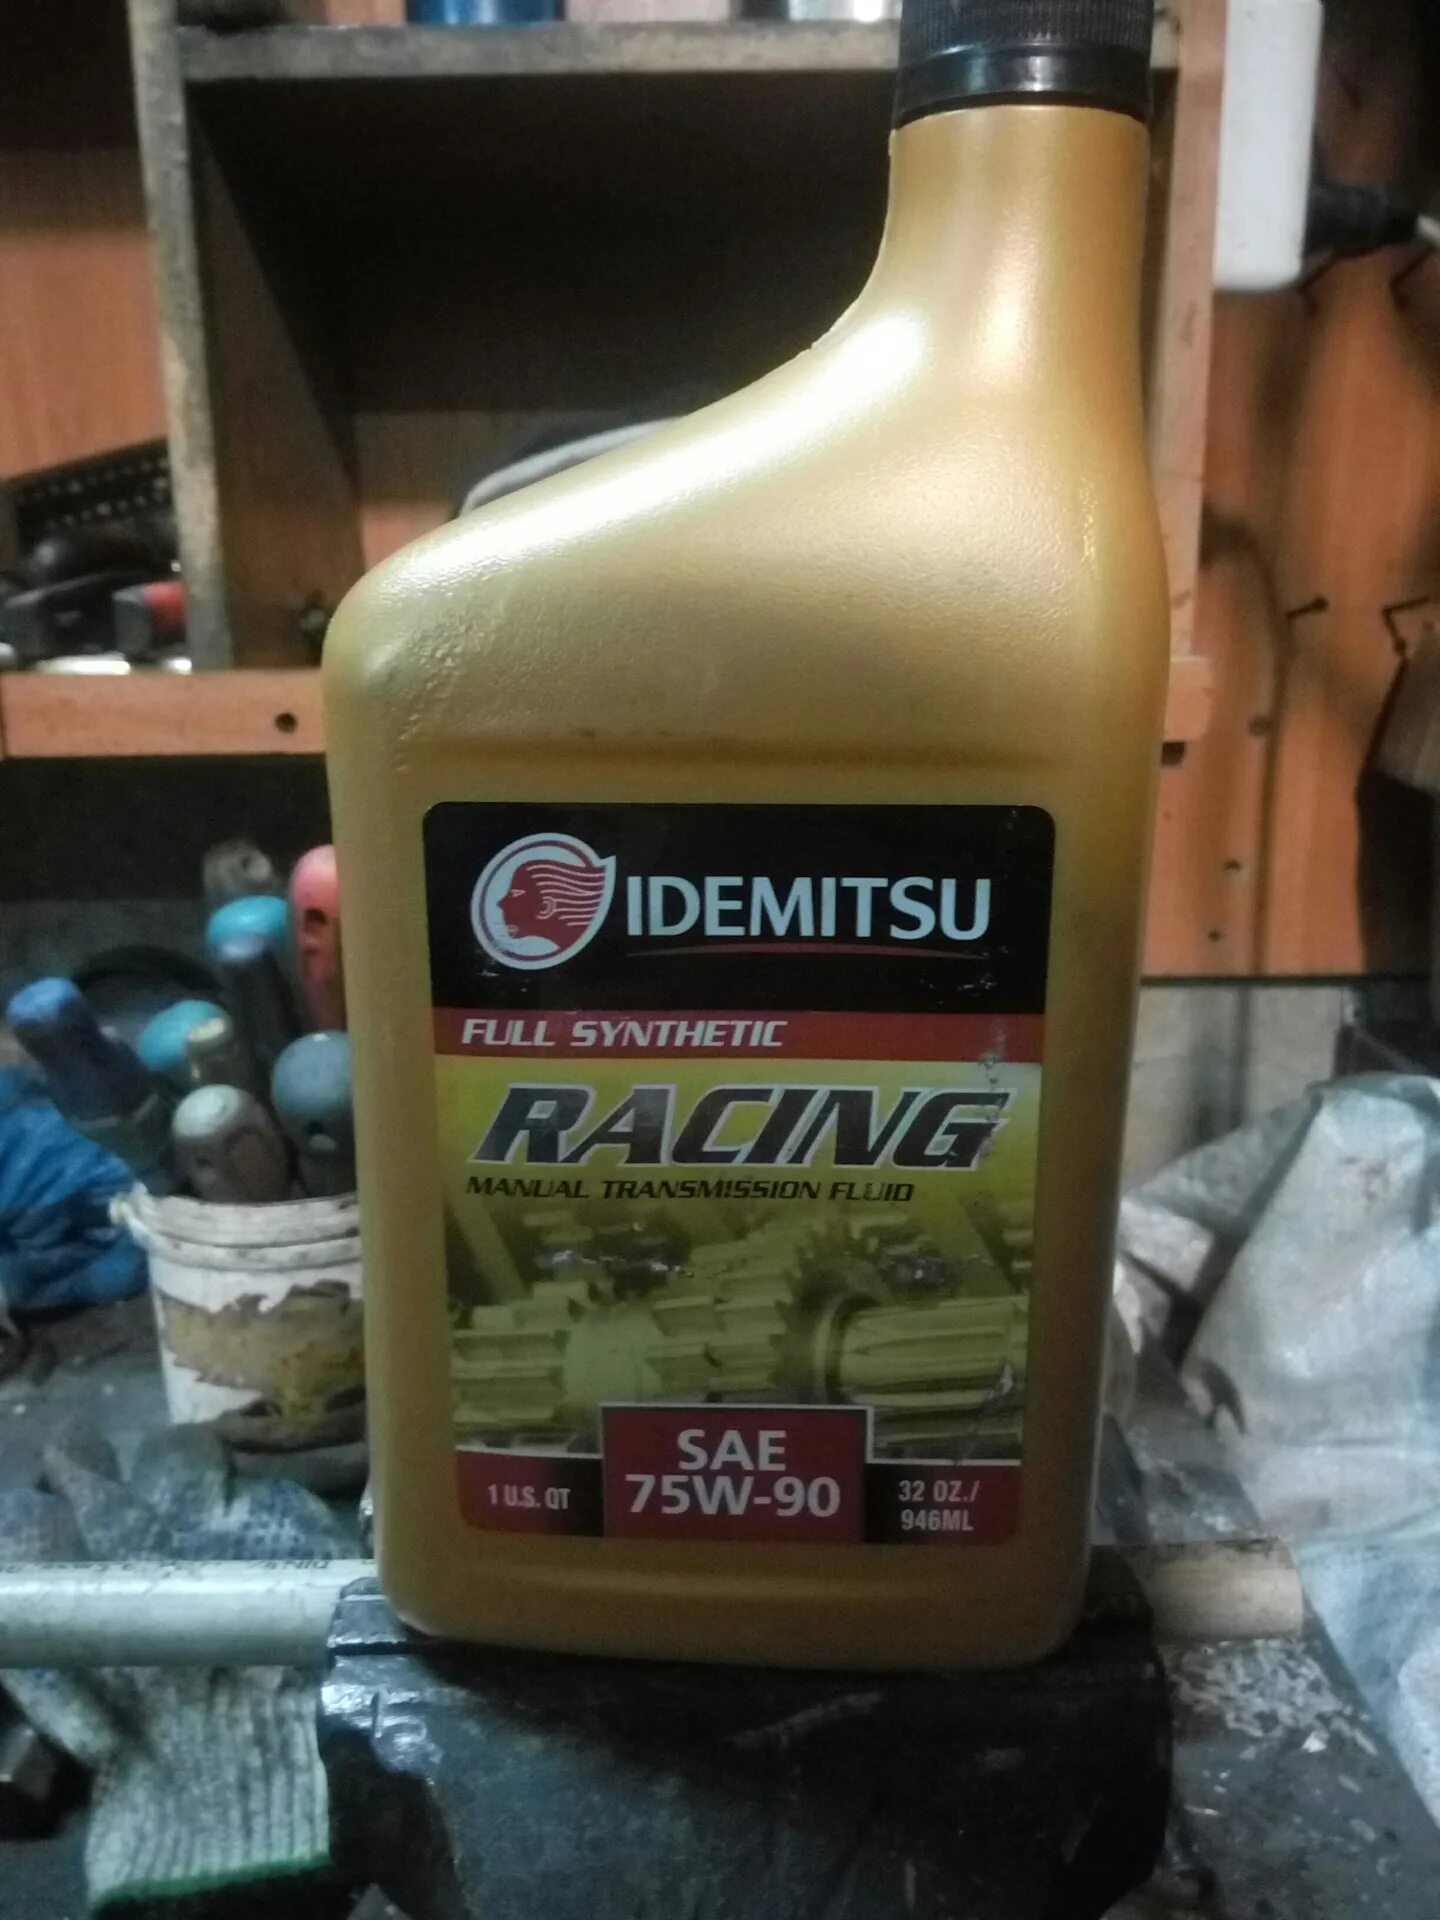 IDEMITSU
FULL SYNTHETIC
RACING
MANUAL TRANSMISSION FLUID
SAE
75W-90
1 U.S. QT
32 OZ./
946ML